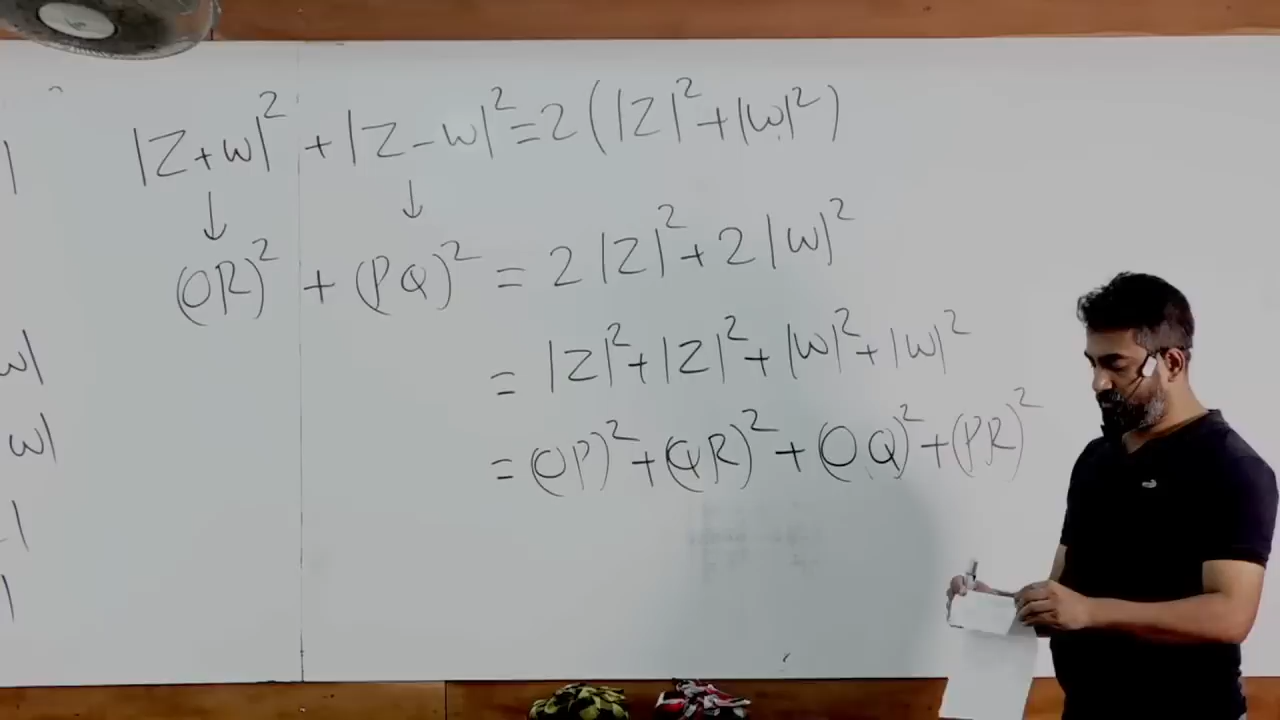 |Z+w|² + |Z-w|² = 2(|Z|² + |w|²)
↓ ↓
(OR)² + (PQ)² = 2|Z|² + 2|w|²
= |Z|² + |Z|² + |w|² + |w|²
= (OP)² + (QR)² + (OQ)² + (PR)²
|
w|
w|
|
|